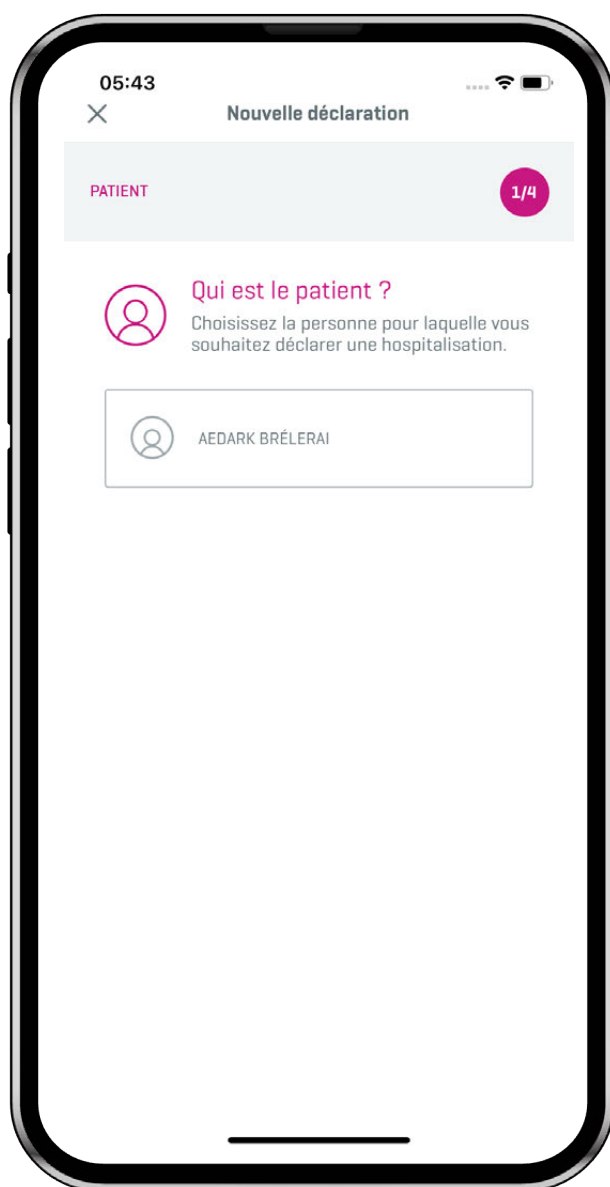 05:43
Nouvelle déclaration
PATIENT
1/4
Qui est le patient ?
Choisissez la personne pour laquelle vous
souhaitez déclarer une hospitalisation.
AEDARK BRÉLERAI